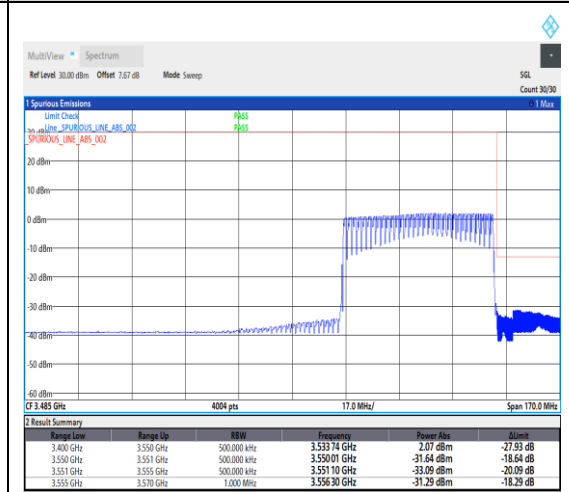 MultiView Spectrum
Ref Level 30.00 dBm Offset 7.67 dB Mode Sweep SGL
Count 30/30
1 Spurious Emissions 1 Max
Limit Check PASS
Line _SPURIOUS_LINE_ABS_002 PASS
_SPURIOUS_LINE_ABS_002
20 dBm
10 dBm
0 dBm
-10 dBm
-20 dBm
-30 dBm
-40 dBm
-50 dBm
-60 dBm
CF 3.485 GHz 4004 pts 17.0 MHz/ Span 170.0 MHz
2 Result Summary
Range Low Range Up RBW Frequency Power Abs ΔLimit
3.400 GHz 3.550 GHz 500.000 kHz 3.53374 GHz 2.07 dBm -27.93 dB
3.550 GHz 3.551 GHz 500.000 kHz 3.55001 GHz -31.64 dBm -18.64 dB
3.551 GHz 3.555 GHz 500.000 kHz 3.55110 GHz -33.09 dBm -20.09 dB
3.555 GHz 3.570 GHz 1.000 MHz 3.55630 GHz -31.29 dBm -18.29 dB